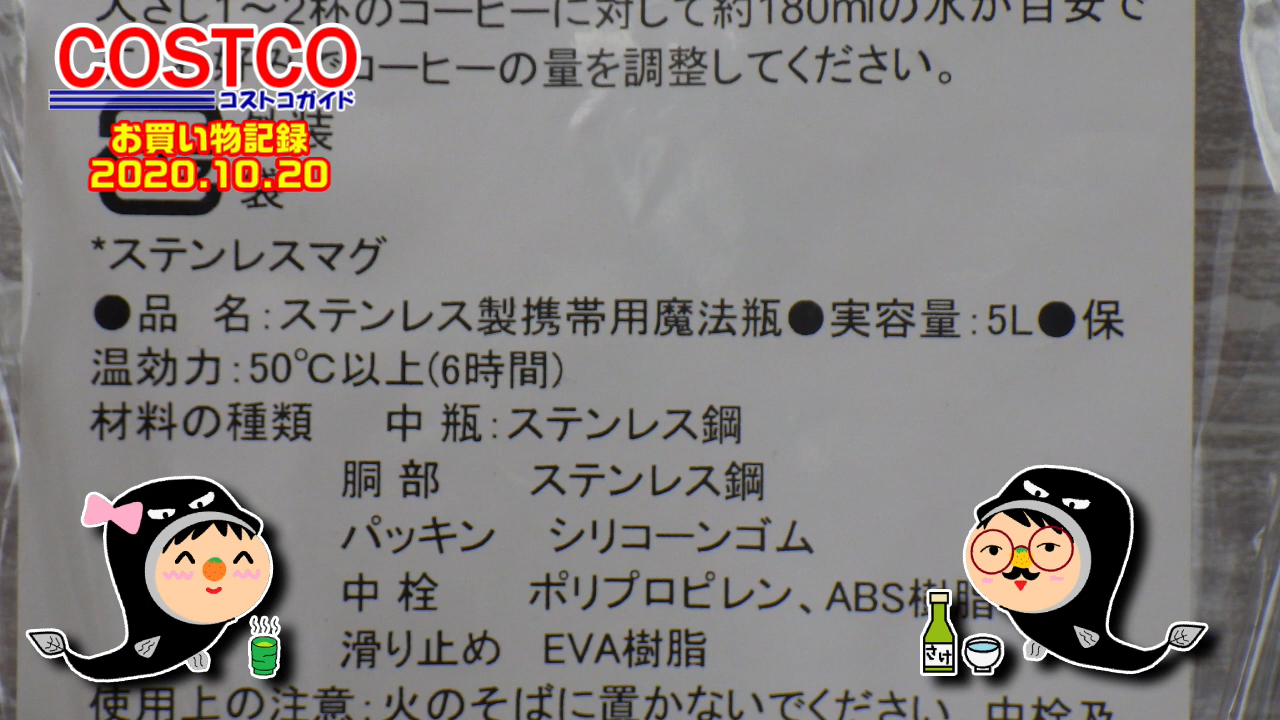 大さじ1～2杯のコーヒーに対して約180mlの水が目安で
コーヒーの量を調整してください。
COSTCO
コストコガイド
お買い物記録
2020.10.20
外装
袋
*ステンレスマグ
●品 名:ステンレス製携帯用魔法瓶●実容量:5L●保
温効力:50℃以上(6時間)
材料の種類 中 瓶:ステンレス鋼
胴 部 ステンレス鋼
パッキン シリコーンゴム
中 栓 ポリプロピレン、ABS樹脂
滑り止め EVA樹脂
使用上の注意:火のそばに置かないでください。中栓及
さけ